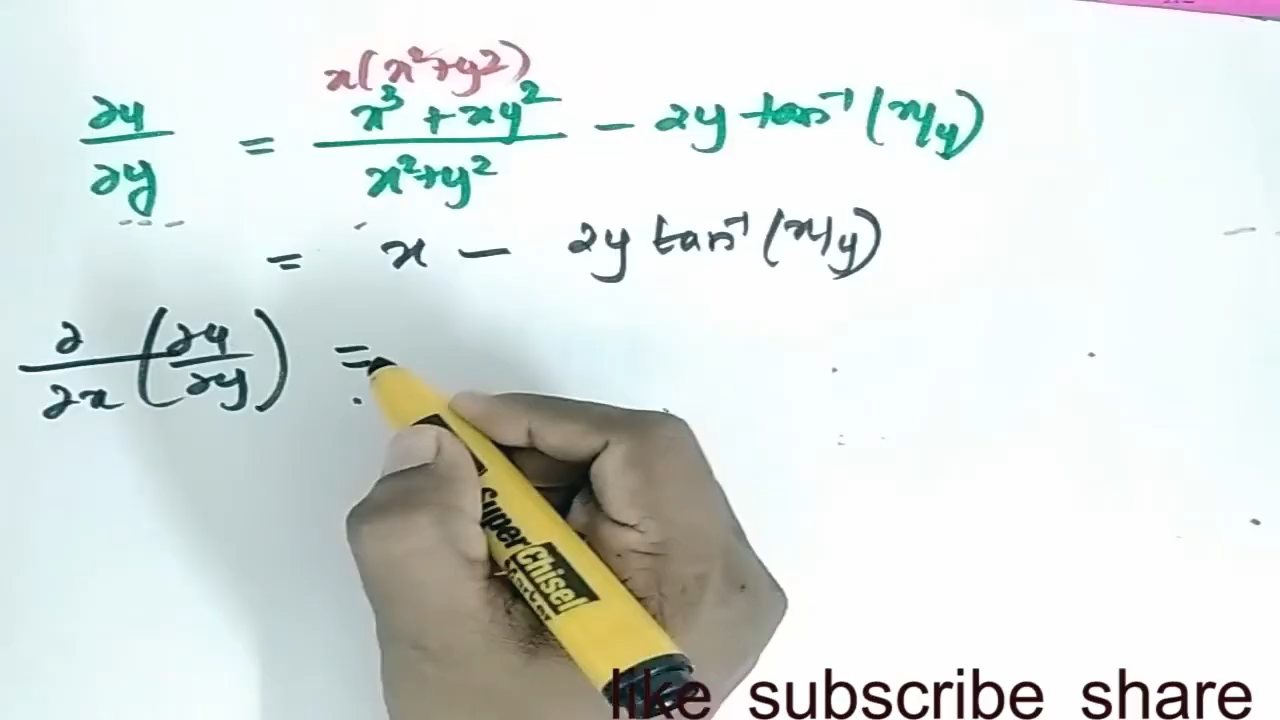 x(x²+y²)
∂u/∂y = x³ + xy² / x²+y² - 2y tan⁻¹(x/y)
= x - 2y tan⁻¹(x/y)
∂/∂x (∂u/∂y) =
Super Chisel
like subscribe share